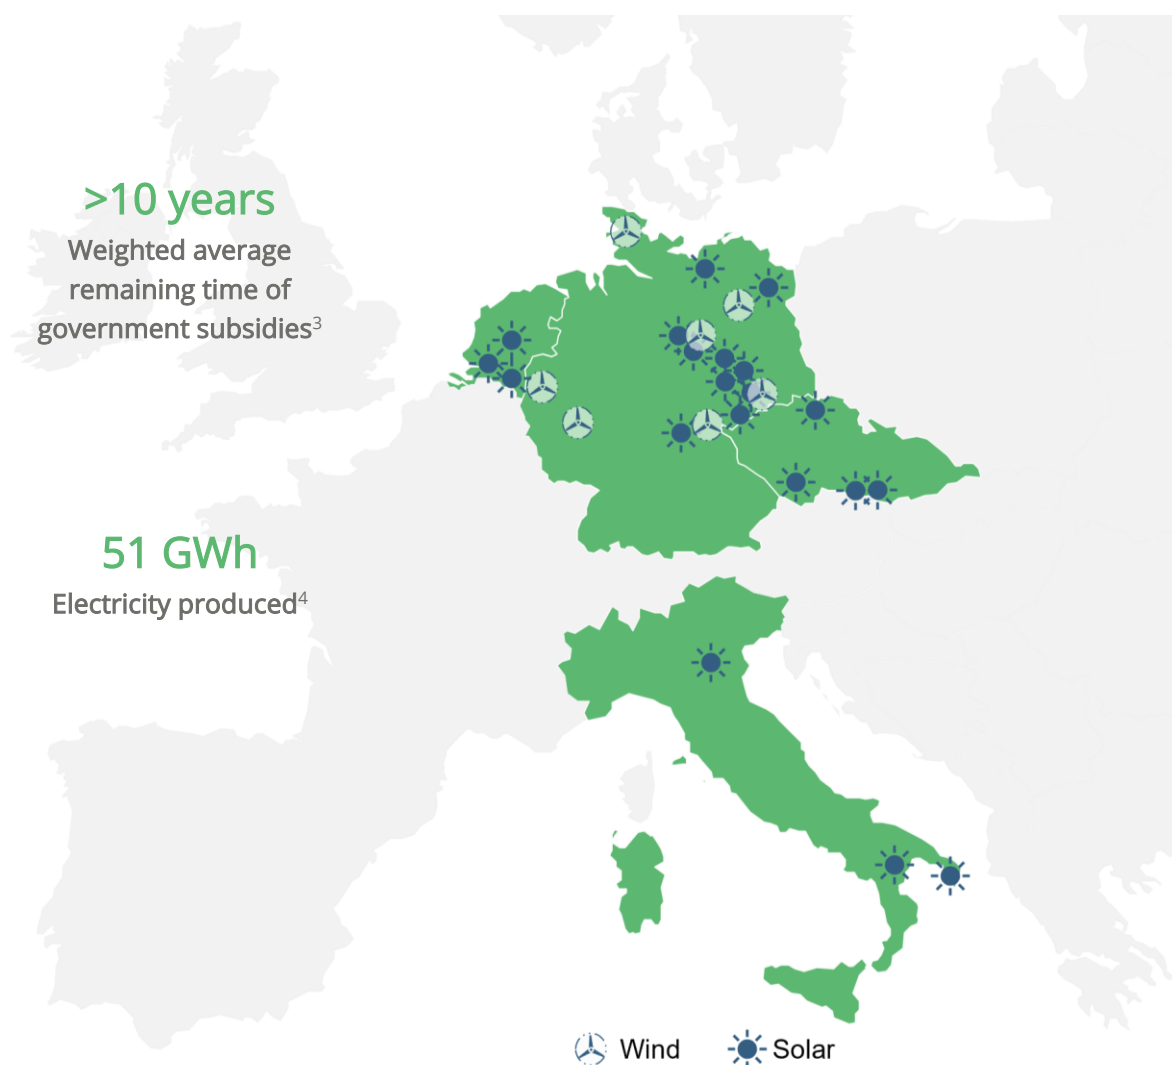 >10 years
Weighted average
remaining time of
government subsidies³
51 GWh
Electricity produced⁴
Wind
Solar